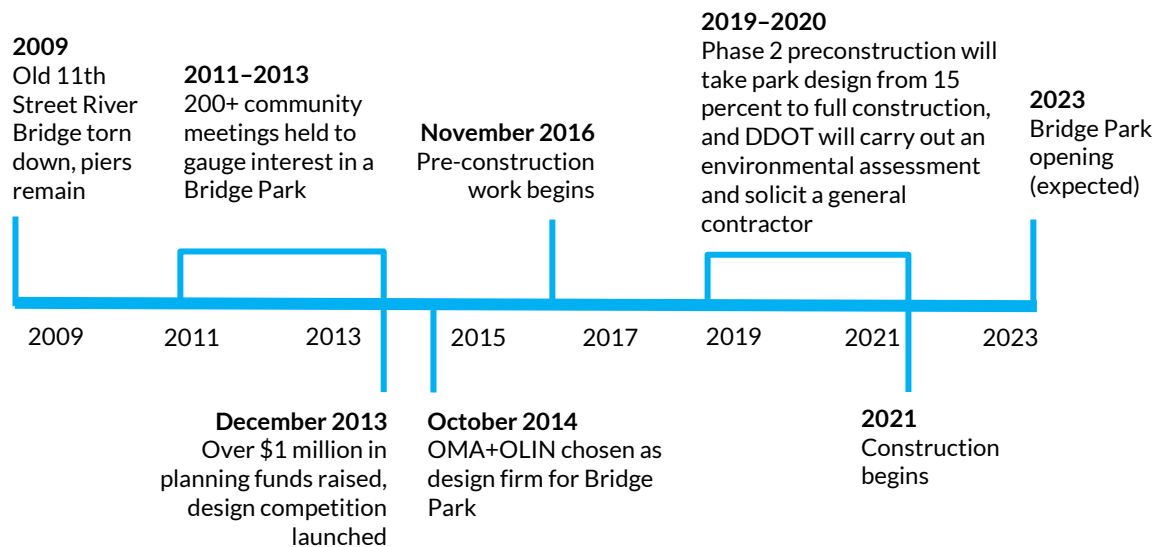 2009
Old 11th
Street River
Bridge torn
down, piers
remain
2011–2013
200+ community
meetings held to
gauge interest in a
Bridge Park
November 2016
Pre-construction
work begins
2019–2020
Phase 2 preconstruction will
take park design from 15
percent to full construction,
and DDOT will carry out an
environmental assessment
and solicit a general
contractor
2023
Bridge Park
opening
(expected)
2009
2011
2013
2015
2017
2019
2021
2023
December 2013
Over $1 million in
planning funds raised,
design competition
launched
October 2014
OMA+OLIN chosen as
design firm for Bridge
Park
2021
Construction
begins